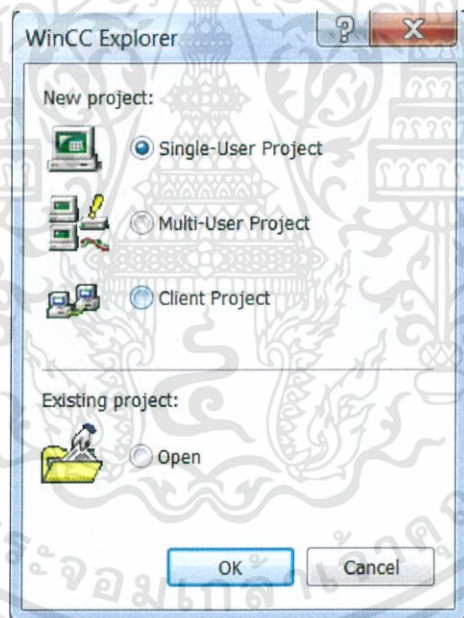 WinCC Explorer
New project:
Single-User Project
Multi-User Project
Client Project
Existing project:
Open
OK
Cancel